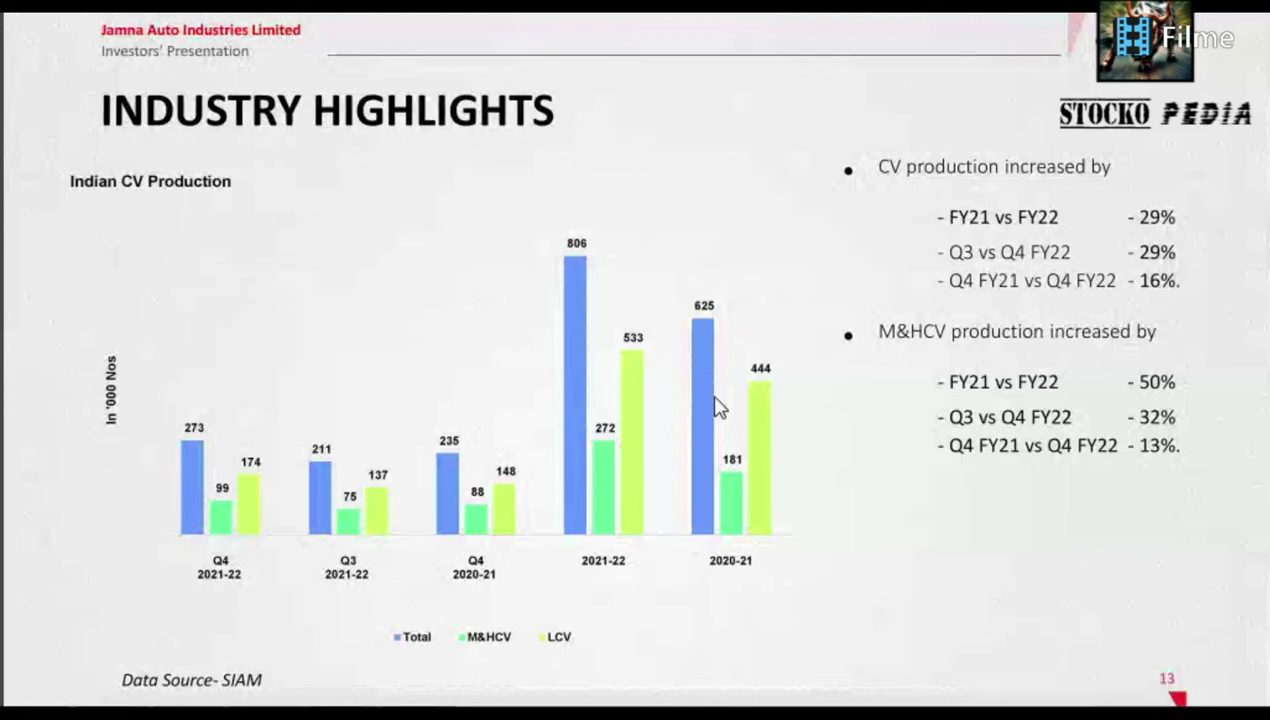 Jamna Auto Industries Limited
Investors' Presentation
Filme
STOCKO PEDIA
INDUSTRY HIGHLIGHTS
Indian CV Production
In '000 Nos
273
99
174
211
75
137
235
88
148
806
272
533
625
181
444
Q4
2021-22
Q3
2021-22
Q4
2020-21
2021-22
2020-21
Total M&HCV LCV
• CV production increased by
- FY21 vs FY22 - 29%
- Q3 vs Q4 FY22 - 29%
- Q4 FY21 vs Q4 FY22 - 16%.
• M&HCV production increased by
- FY21 vs FY22 - 50%
- Q3 vs Q4 FY22 - 32%
- Q4 FY21 vs Q4 FY22 - 13%.
Data Source- SIAM
13